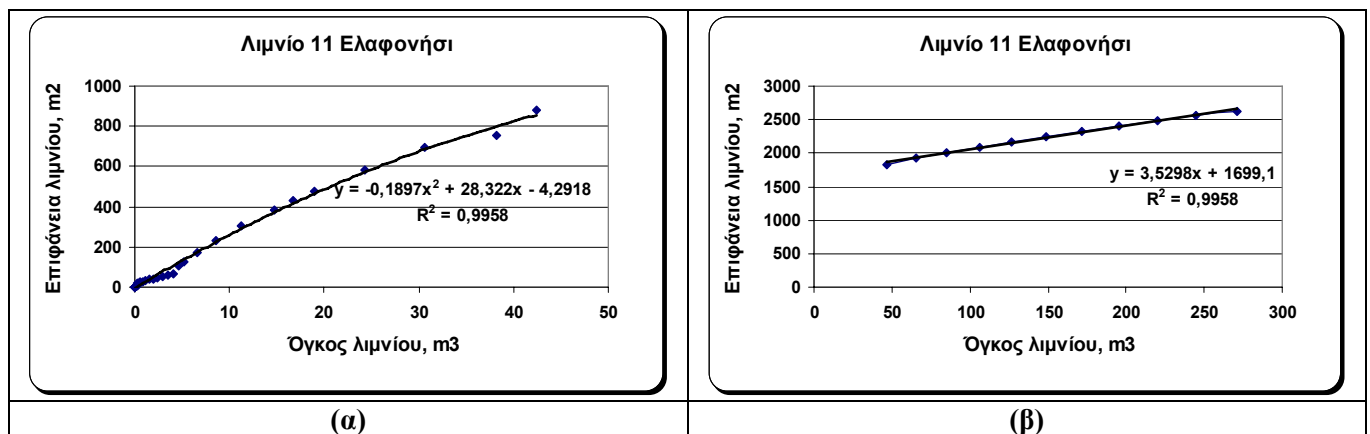 Λιμνίο 11 Ελαφονήσι
Επιφάνεια λιμνίου, m2
1000
800
600
400
200
0
y = -0,1897x² + 28,322x - 4,2918
R² = 0,9958
0 10 20 30 40 50
Όγκος λιμνίου, m3
(α)
Λιμνίο 11 Ελαφονήσι
Επιφάνεια λιμνίου, m2
3000
2500
2000
1500
1000
500
0
y = 3,5298x + 1699,1
R² = 0,9958
0 50 100 150 200 250 300
Όγκος λιμνίου, m3
(β)